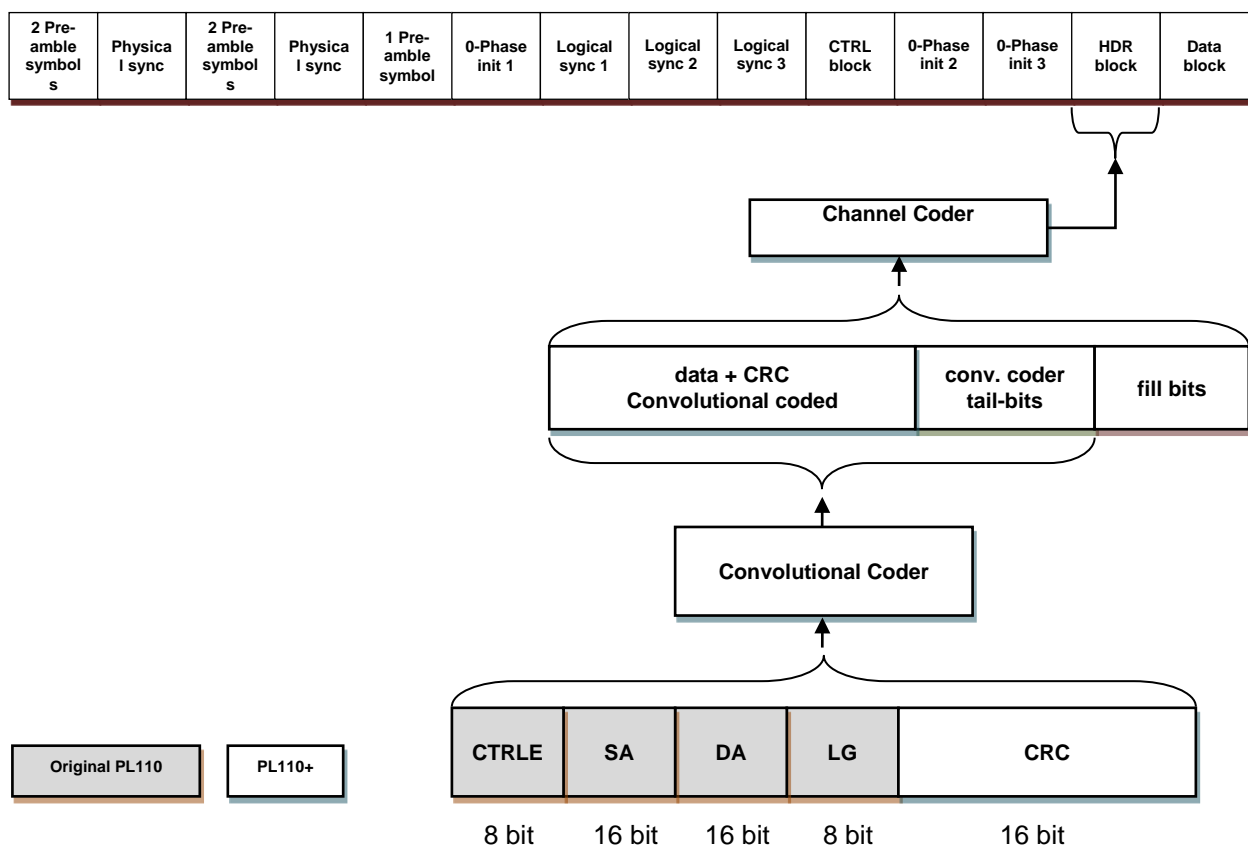 2 Pre-
amble
symbol
s
Physica
l sync
2 Pre-
amble
symbol
s
Physica
l sync
1 Pre-
amble
symbol
0-Phase
init 1
Logical
sync 1
Logical
sync 2
Logical
sync 3
CTRL
block
0-Phase
init 2
0-Phase
init 3
HDR
block
Data
block
Channel Coder
data + CRC
Convolutional coded
conv. coder
tail-bits
fill bits
Convolutional Coder
CTRLE
SA
DA
LG
CRC
Original PL110
PL110+
8 bit
16 bit
16 bit
8 bit
16 bit